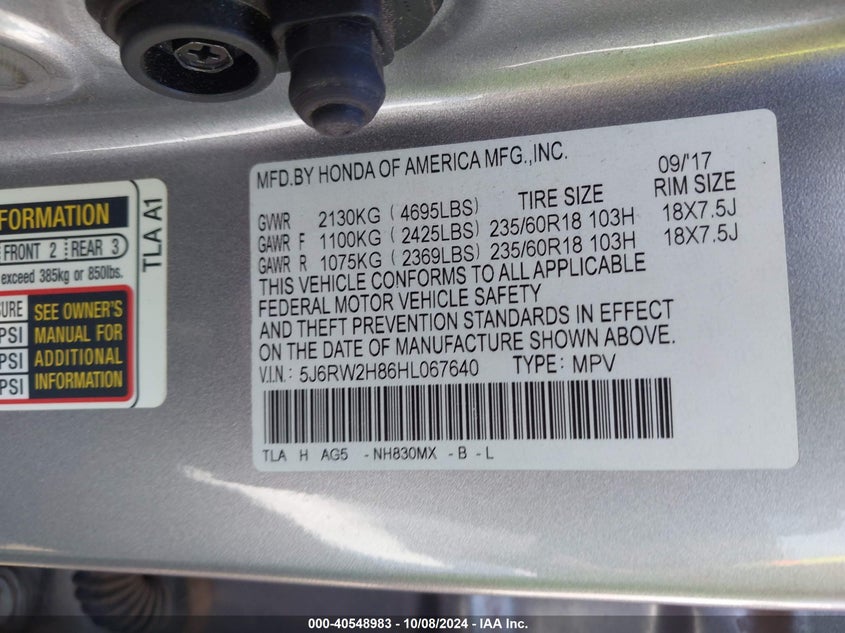 FORMATION
FRONT 2 REAR 3
exceed 385kg or 850lbs.
SEE OWNER'S
PSI MANUAL FOR
PSI ADDITIONAL
PSI INFORMATION
TLA A1
MFD.BY HONDA OF AMERICA MFG.,INC. 09/'17
TIRE SIZE RIM SIZE
GVWR 2130KG ( 4695LBS)
GAWR F 1100KG ( 2425LBS) 235/60R18 103H 18X7.5J
GAWR R 1075KG ( 2369LBS) 235/60R18 103H 18X7.5J
THIS VEHICLE CONFORMS TO ALL APPLICABLE
FEDERAL MOTOR VEHICLE SAFETY
AND THEFT PREVENTION STANDARDS IN EFFECT
ON THE DATE OF MANUFACTURE SHOWN ABOVE.
V.I.N.: 5J6RW2H86HL067640 TYPE: MPV
TLA H AG5 -NH830MX -B -L
000-40548983 - 10/08/2024 - IAA Inc.